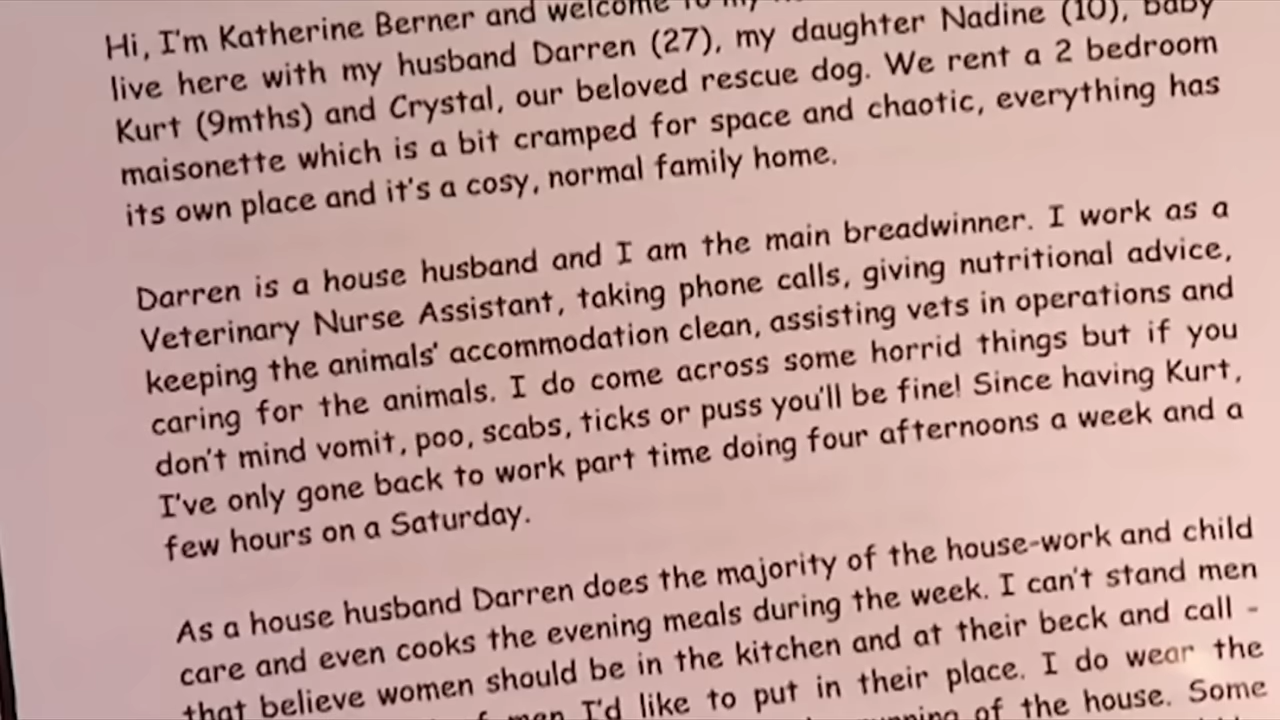 Hi, I'm Katherine Berner and welcome to my
live here with my husband Darren (27), my daughter Nadine (10), baby
Kurt (9mths) and Crystal, our beloved rescue dog. We rent a 2 bedroom
maisonette which is a bit cramped for space and chaotic, everything has
its own place and it's a cosy, normal family home.
Darren is a house husband and I am the main breadwinner. I work as a
Veterinary Nurse Assistant, taking phone calls, giving nutritional advice,
keeping the animals' accommodation clean, assisting vets in operations and
caring for the animals. I do come across some horrid things but if you
don't mind vomit, poo, scabs, ticks or puss you'll be fine! Since having Kurt,
I've only gone back to work part time doing four afternoons a week and a
few hours on a Saturday.
As a house husband Darren does the majority of the house-work and child
care and even cooks the evening meals during the week. I can't stand men
that believe women should be in the kitchen and at their beck and call -
men I'd like to put in their place. I do wear the
of the house. Some